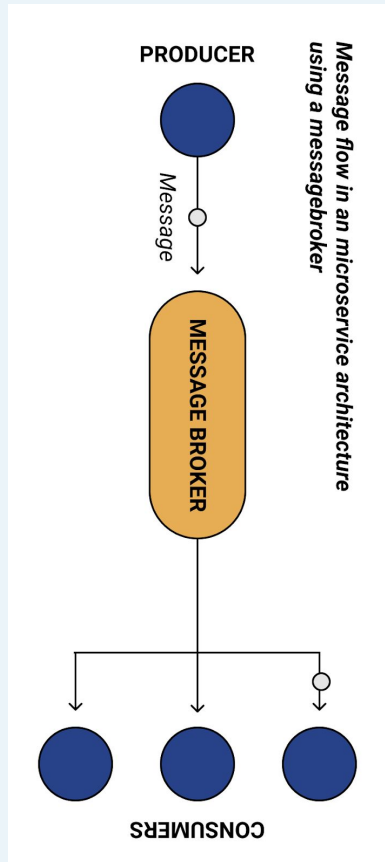 Message flow in an microservice architecture
using a messagebroker
PRODUCER
Message
MESSAGE BROKER
CONSUMERS